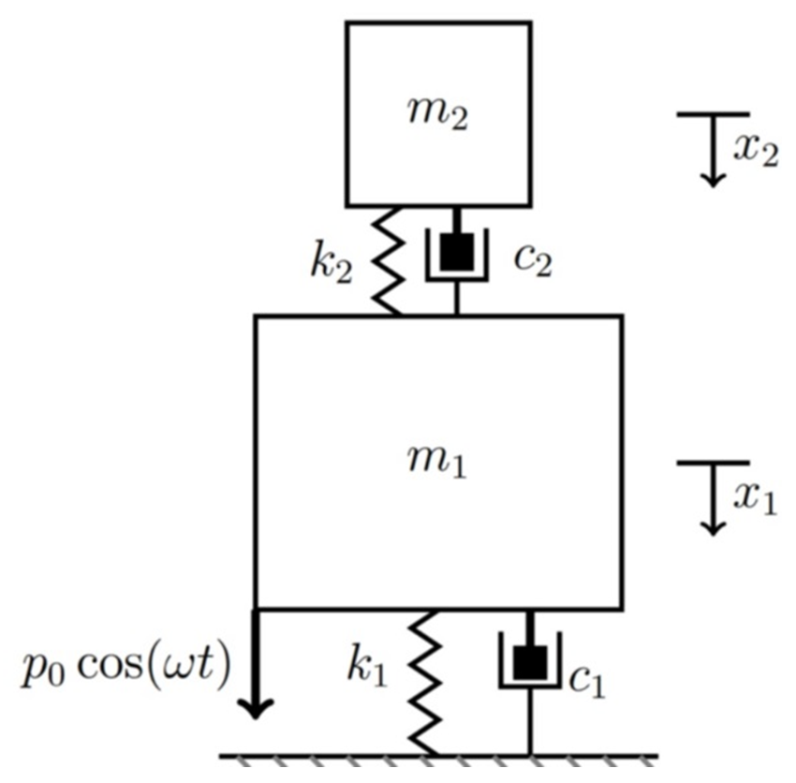 m₂
x₂
k₂
c₂
m₁
x₁
p₀ cos(ωt)
k₁
c₁